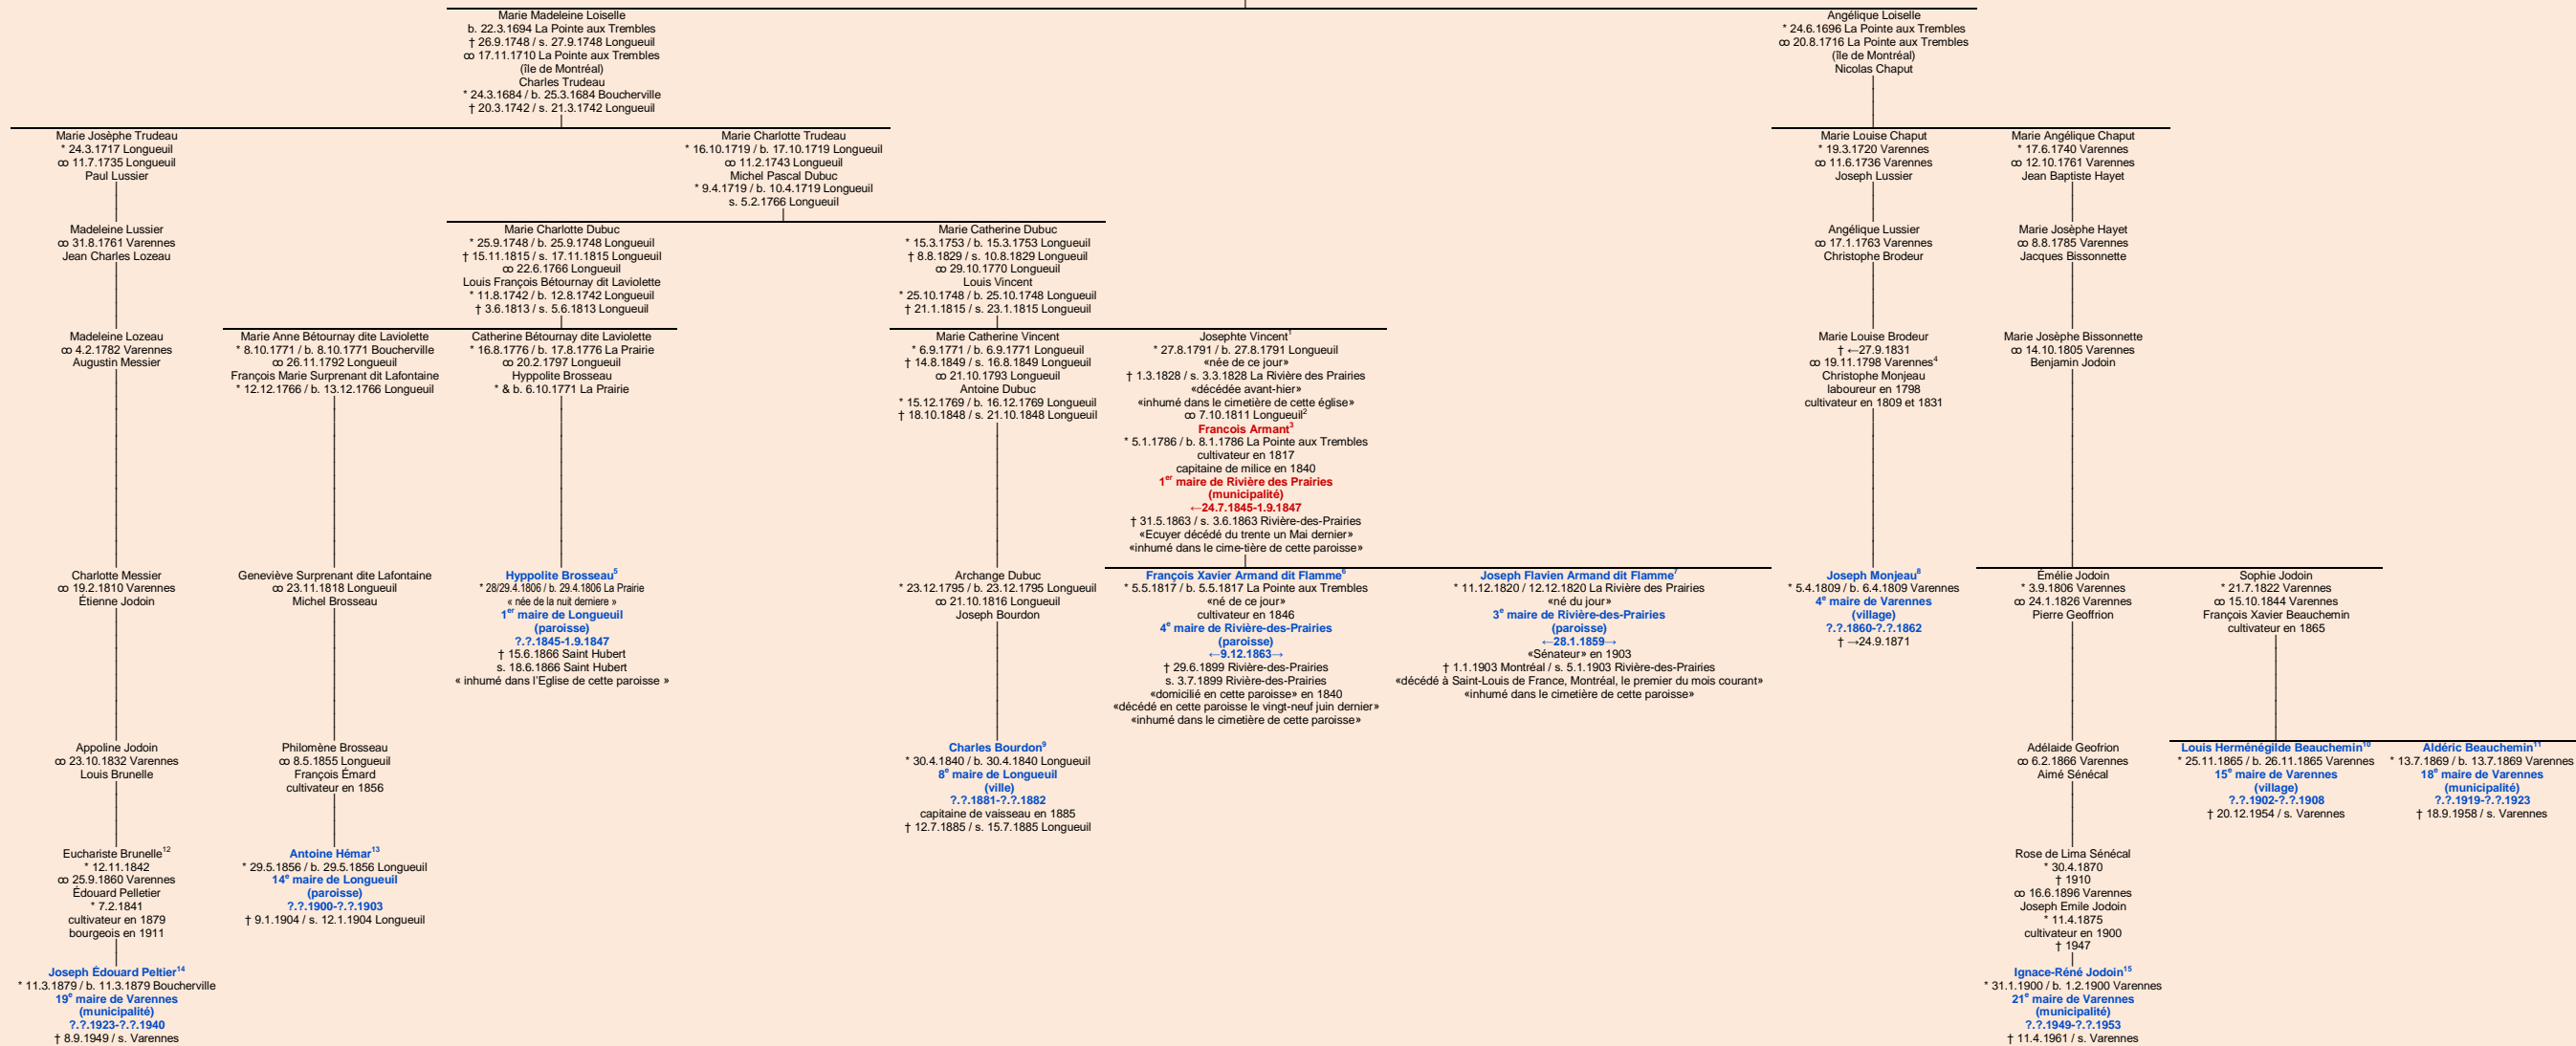 Marie Madeleine Loiselle
b. 22.3.1694 La Pointe aux Trembles
† 26.9.1748 / s. 27.9.1748 Longueuil
∞ 17.11.1710 La Pointe aux Trembles
(île de Montréal)
Charles Trudeau
* 24.3.1684 / b. 25.3.1684 Boucherville
† 20.3.1742 / s. 21.3.1742 Longueuil
Angélique Loiselle
* 24.6.1696 La Pointe aux Trembles
∞ 20.8.1716 La Pointe aux Trembles
(île de Montréal)
Nicolas Chaput
Marie Josèphe Trudeau
* 24.3.1717 Longueuil
∞ 11.7.1735 Longueuil
Paul Lussier
Marie Charlotte Trudeau
* 16.10.1719 / b. 17.10.1719 Longueuil
∞ 11.2.1743 Longueuil
Michel Pascal Dubuc
* 9.4.1719 / b. 10.4.1719 Longueuil
s. 5.2.1766 Longueuil
Marie Louise Chaput
* 19.3.1720 Varennes
∞ 11.6.1736 Varennes
Joseph Lussier
Marie Angélique Chaput
* 17.6.1740 Varennes
∞ 12.10.1761 Varennes
Jean Baptiste Hayet
Madeleine Lussier
∞ 31.8.1761 Varennes
Jean Charles Lozeau
Marie Charlotte Dubuc
* 25.9.1748 / b. 25.9.1748 Longueuil
† 15.11.1815 / s. 17.11.1815 Longueuil
∞ 22.6.1766 Longueuil
Louis François Bétournay dit Laviolette
* 11.8.1742 / b. 12.8.1742 Longueuil
† 3.6.1813 / s. 5.6.1813 Longueuil
Marie Catherine Dubuc
* 15.3.1753 / b. 15.3.1753 Longueuil
† 8.8.1829 / s. 10.8.1829 Longueuil
∞ 29.10.1770 Longueuil
Louis Vincent
* 25.10.1748 / b. 25.10.1748 Longueuil
† 21.1.1815 / s. 23.1.1815 Longueuil
Angélique Lussier
∞ 17.1.1763 Varennes
Christophe Brodeur
Marie Josèphe Hayet
∞ 8.8.1785 Varennes
Jacques Bissonnette
Madeleine Lozeau
∞ 4.2.1782 Varennes
Augustin Messier
Marie Anne Bétournay dite Laviolette
* 8.10.1771 / b. 8.10.1771 Boucherville
∞ 26.11.1792 Longueuil
François Marie Surprenant dit Lafontaine
* 12.12.1766 / b. 13.12.1766 Longueuil
Catherine Bétournay dite Laviolette
* 16.8.1776 / b. 17.8.1776 La Prairie
∞ 20.2.1797 Longueuil
Hyppolite Brosseau
* & b. 6.10.1771 La Prairie
Marie Catherine Vincent
* 6.9.1771 / b. 6.9.1771 Longueuil
† 14.8.1849 / s. 16.8.1849 Longueuil
∞ 21.10.1793 Longueuil
Antoine Dubuc
* 15.12.1769 / b. 16.12.1769 Longueuil
† 18.10.1848 / s. 21.10.1848 Longueuil
Josephte Vincent¹
* 27.8.1791 / b. 27.8.1791 Longueuil
«née de ce jour»
† 1.3.1828 / s. 3.3.1828 La Rivière des Prairies
«décédée avant-hier»
«inhumé dans le cimetière de cette église»
∞ 7.10.1811 Longueuil²
Francois Armant³
* 5.1.1786 / b. 8.1.1786 La Pointe aux Trembles
cultivateur en 1817
capitaine de milice en 1840
1er maire de Rivière des Prairies
(municipalité)
←24.7.1845-1.9.1847
† 31.5.1863 / s. 3.6.1863 Rivière-des-Prairies
«Ecuyer décédé du trente un Mai dernier»
«inhumé dans le cime-tière de cette paroisse»
Marie Louise Brodeur
† ←27.9.1831
∞ 19.11.1798 Varennes⁴
Christophe Monjeau
laboureur en 1798
cultivateur en 1809 et 1831
Marie Josèphe Bissonnette
∞ 14.10.1805 Varennes
Benjamin Jodoin
Charlotte Messier
∞ 19.2.1810 Varennes
Étienne Jodoin
Geneviève Surprenant dite Lafontaine
∞ 23.11.1818 Longueuil
Michel Brosseau
Hyppolite Brosseau⁵
* 28/29.4.1806 / b. 29.4.1806 La Prairie
« née de la nuit derniere »
1er maire de Longueuil
(paroisse)
?.?.1845-1.9.1847
† 15.6.1866 Saint Hubert
s. 18.6.1866 Saint Hubert
« inhumé dans l'Eglise de cette paroisse »
Archange Dubuc
* 23.12.1795 / b. 23.12.1795 Longueuil
∞ 21.10.1816 Longueuil
Joseph Bourdon
François Xavier Armand dit Flamme⁶
* 5.5.1817 / b. 5.5.1817 La Pointe aux Trembles
«né de ce jour»
cultivateur en 1846
4e maire de Rivière-des-Prairies
(paroisse)
←9.12.1863→
† 29.6.1899 Rivière-des-Prairies
s. 3.7.1899 Rivière-des-Prairies
«domicilié en cette paroisse» en 1840
«décédé en cette paroisse le vingt-neuf juin dernier»
«inhumé dans le cimetière de cette paroisse»
Joseph Flavien Armand dit Flamme⁷
* 11.12.1820 / 12.12.1820 La Rivière des Prairies
«né du jour»
3e maire de Rivière-des-Prairies
(paroisse)
←28.1.1859→
«Sénateur» en 1903
† 1.1.1903 Montréal / s. 5.1.1903 Rivière-des-Prairies
«décédé à Saint-Louis de France, Montréal, le premier du mois courant»
«inhumé dans le cimetière de cette paroisse»
Joseph Monjeau⁸
* 5.4.1809 / b. 6.4.1809 Varennes
4e maire de Varennes
(village)
?.?.1860-?.?.1862
† →24.9.1871
Émélie Jodoin
* 3.9.1806 Varennes
∞ 24.1.1826 Varennes
Pierre Geoffrion
Sophie Jodoin
* 21.7.1822 Varennes
∞ 15.10.1844 Varennes
François Xavier Beauchemin
cultivateur en 1865
Appoline Jodoin
∞ 23.10.1832 Varennes
Louis Brunelle
Philomène Brosseau
∞ 8.5.1855 Longueuil
François Émard
cultivateur en 1856
Charles Bourdon⁹
* 30.4.1840 / b. 30.4.1840 Longueuil
8e maire de Longueuil
(ville)
?.?.1881-?.?.1882
capitaine de vaisseau en 1885
† 12.7.1885 / s. 15.7.1885 Longueuil
Adélaide Geofrion
∞ 6.2.1866 Varennes
Aimé Sénécal
Louis Herménégilde Beauchemin¹⁰
* 25.11.1865 / b. 26.11.1865 Varennes
15e maire de Varennes
(village)
?.?.1902-?.?.1908
† 20.12.1954 / s. Varennes
Aldéric Beauchemin¹¹
* 13.7.1869 / b. 13.7.1869 Varennes
18e maire de Varennes
(municipalité)
?.?.1919-?.?.1923
† 18.9.1958 / s. Varennes
Euchariste Brunelle¹²
* 12.11.1842
∞ 25.9.1860 Varennes
Édouard Pelletier
* 7.2.1841
cultivateur en 1879
bourgeois en 1911
Antoine Hémar¹³
* 29.5.1856 / b. 29.5.1856 Longueuil
14e maire de Longueuil
(paroisse)
?.?.1900-?.?.1903
† 9.1.1904 / s. 12.1.1904 Longueuil
Rose de Lima Sénécal
* 30.4.1870
† 1910
∞ 16.6.1896 Varennes
Joseph Emile Jodoin
* 11.4.1875
cultivateur en 1900
† 1947
Joseph Édouard Peltier¹⁴
* 11.3.1879 / b. 11.3.1879 Boucherville
19e maire de Varennes
(municipalité)
?.?.1923-?.?.1940
† 8.9.1949 / s. Varennes
Ignace-Réné Jodoin¹⁵
* 31.1.1900 / b. 1.2.1900 Varennes
21e maire de Varennes
(municipalité)
?.?.1949-?.?.1953
† 11.4.1961 / s. Varennes